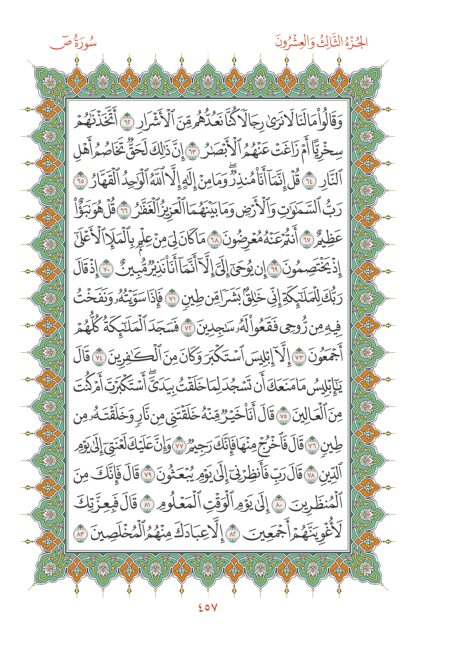 الجُزْءُ الثَّالِثُ وَالعِشْرُونَ
سُورَةُ صٓ
وَقَالُواْ مَا لَنَا لَا نَرَىٰ رِجَالًا كُنَّا نَعُدُّهُم مِّنَ ٱلْأَشْرَارِ ٦٢ أَتَّخَذْنَٰهُمْ
سِخْرِيًّا أَمْ زَاغَتْ عَنْهُمُ ٱلْأَبْصَٰرُ ٦٣ إِنَّ ذَٰلِكَ لَحَقٌّ تَخَاصُمُ أَهْلِ
ٱلنَّارِ ٦٤ قُلْ إِنَّمَآ أَنَا۠ مُنذِرٌ ۖ وَمَا مِنْ إِلَٰهٍ إِلَّا ٱللَّهُ ٱلْوَٰحِدُ ٱلْقَهَّارُ ٦٥
رَبُّ ٱلسَّمَٰوَٰتِ وَٱلْأَرْضِ وَمَا بَيْنَهُمَا ٱلْعَزِيزُ ٱلْغَفَّٰرُ ٦٦ قُلْ هُوَ نَبَؤٌاْ
عَظِيمٌ ٦٧ أَنتُمْ عَنْهُ مُعْرِضُونَ ٦٨ مَا كَانَ لِيَ مِنْ عِلْمٍۭ بِٱلْمَلَإِ ٱلْأَعْلَىٰٓ
إِذْ يَخْتَصِمُونَ ٦٩ إِن يُوحَىٰٓ إِلَيَّ إِلَّآ أَنَّمَآ أَنَا۠ نَذِيرٌ مُّبِينٌ ٧٠ إِذْ قَالَ
رَبُّكَ لِلْمَلَٰٓئِكَةِ إِنِّي خَٰلِقٌۢ بَشَرًا مِّن طِينٍ ٧١ فَإِذَا سَوَّيْتُهُۥ وَنَفَخْتُ
فِيهِ مِن رُّوحِي فَقَعُواْ لَهُۥ سَٰجِدِينَ ٧٢ فَسَجَدَ ٱلْمَلَٰٓئِكَةُ كُلُّهُمْ
أَجْمَعُونَ ٧٣ إِلَّآ إِبْلِيسَ ٱسْتَكْبَرَ وَكَانَ مِنَ ٱلْكَٰفِرِينَ ٧٤ قَالَ
يَٰٓإِبْلِيسُ مَا مَنَعَكَ أَن تَسْجُدَ لِمَا خَلَقْتُ بِيَدَيَّ ۖ أَسْتَكْبَرْتَ أَمْ كُنتَ
مِنَ ٱلْعَالِينَ ٧٥ قَالَ أَنَا۠ خَيْرٌ مِّنْهُ خَلَقْتَنِي مِن نَّارٍ وَخَلَقْتَهُۥ مِن
طِينٍ ٧٦ قَالَ فَٱخْرُجْ مِنْهَا فَإِنَّكَ رَجِيمٌ ٧٧ وَإِنَّ عَلَيْكَ لَعْنَتِيٓ إِلَىٰ يَوْمِ
ٱلدِّينِ ٧٨ قَالَ رَبِّ فَأَنظِرْنِيٓ إِلَىٰ يَوْمِ يُبْعَثُونَ ٧٩ قَالَ فَإِنَّكَ مِنَ
ٱلْمُنظَرِينَ ٨٠ إِلَىٰ يَوْمِ ٱلْوَقْتِ ٱلْمَعْلُومِ ٨١ قَالَ فَبِعِزَّتِكَ
لَأُغْوِيَنَّهُمْ أَجْمَعِينَ ٨٢ إِلَّا عِبَادَكَ مِنْهُمُ ٱلْمُخْلَصِينَ ٨٣
٤٥٧